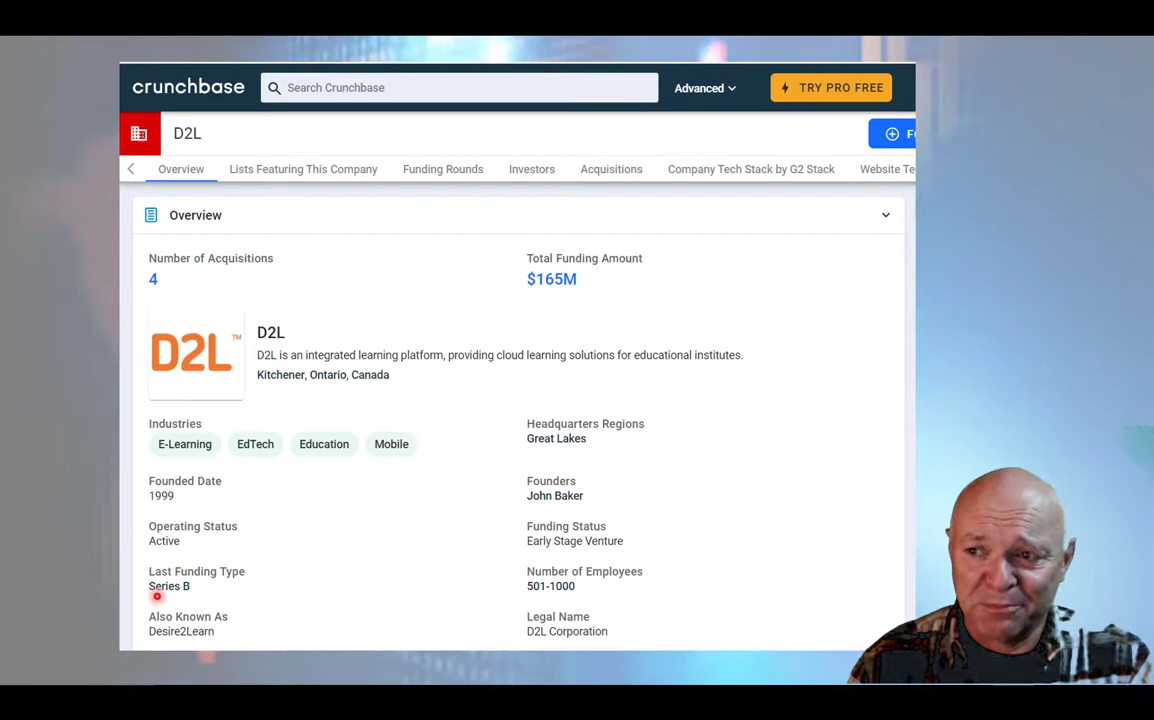 crunchbase
Search Crunchbase
Advanced
TRY PRO FREE
D2L
Overview
Lists Featuring This Company
Funding Rounds
Investors
Acquisitions
Company Tech Stack by G2 Stack
Website Te
Overview
Number of Acquisitions
4
Total Funding Amount
$165M
D2L™
D2L
D2L is an integrated learning platform, providing cloud learning solutions for educational institutes.
Kitchener, Ontario, Canada
Industries
E-Learning
EdTech
Education
Mobile
Headquarters Regions
Great Lakes
Founded Date
1999
Founders
John Baker
Operating Status
Active
Funding Status
Early Stage Venture
Last Funding Type
Series B
Number of Employees
501-1000
Also Known As
Desire2Learn
Legal Name
D2L Corporation